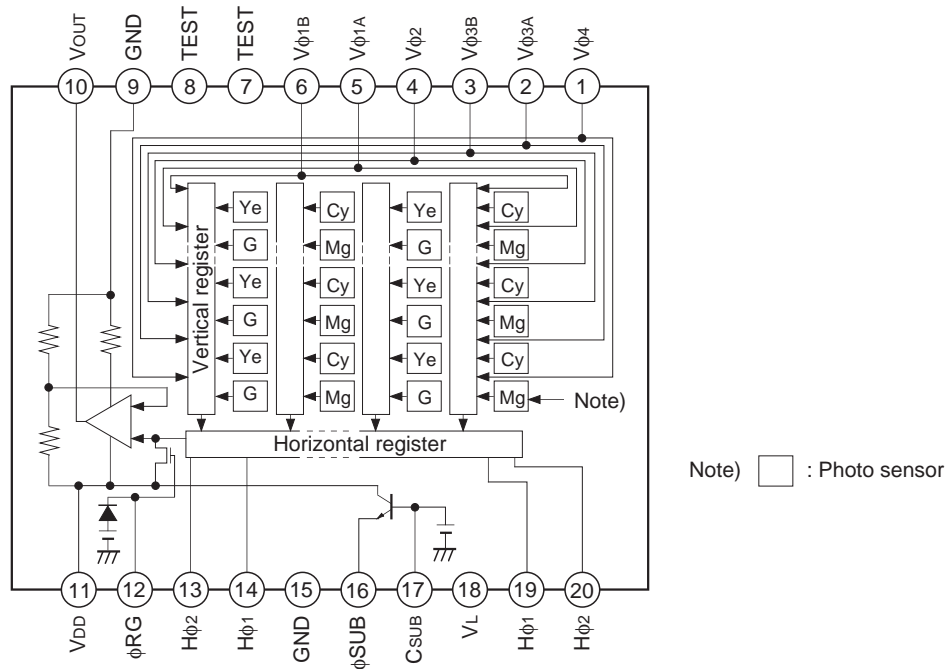 VOUT GND TEST TEST Vϕ1B Vϕ1A Vϕ2 Vϕ3B Vϕ3A Vϕ4
10 9 8 7 6 5 4 3 2 1
Vertical register
Ye Cy Ye Cy
G Mg G Mg
Ye Cy Ye Cy
G Mg G Mg
Ye Cy Ye Cy
G Mg G Mg
Note)
Horizontal register
Note) : Photo sensor
11 12 13 14 15 16 17 18 19 20
VDD ϕRG Hϕ2 Hϕ1 GND ϕSUB CSUB VL Hϕ1 Hϕ2